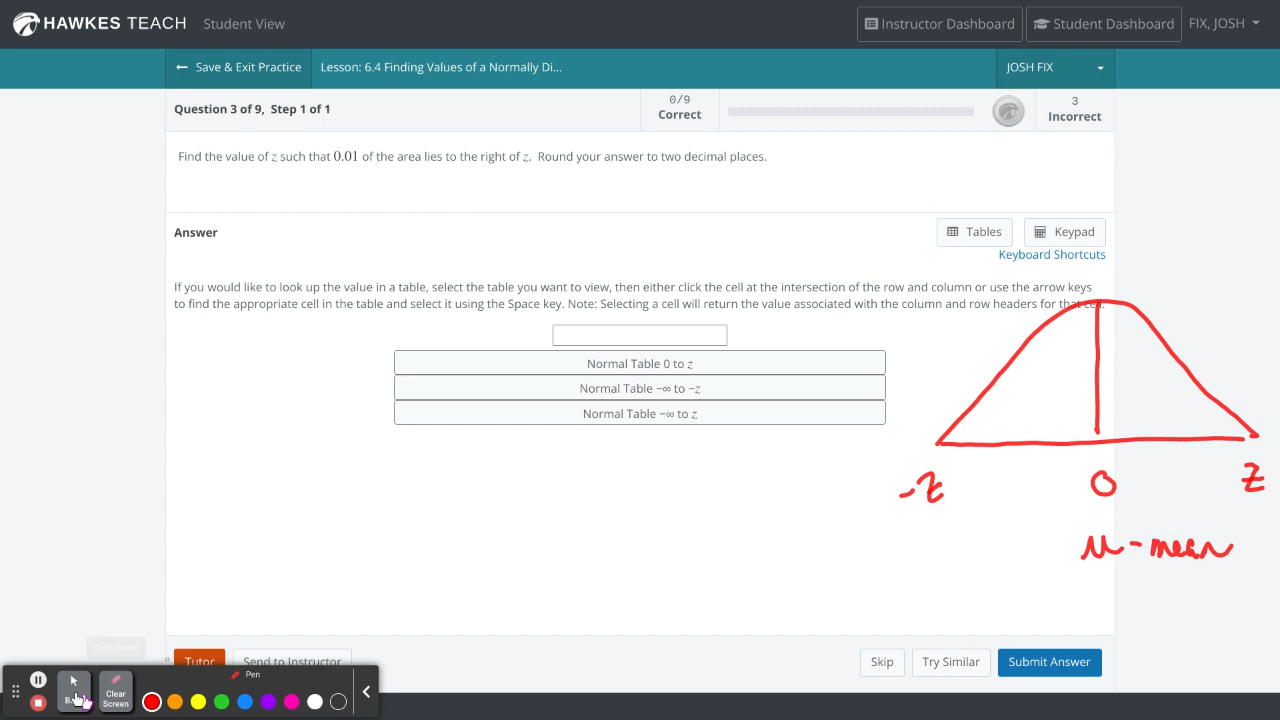 HAWKES TEACH Student View Instructor Dashboard Student Dashboard FIX, JOSH
← Save & Exit Practice Lesson: 6.4 Finding Values of a Normally Di... JOSH FIX
Question 3 of 9, Step 1 of 1
0/9
Correct
3
Incorrect
Find the value of z such that 0.01 of the area lies to the right of z. Round your answer to two decimal places.
Answer
Tables
Keypad
Keyboard Shortcuts
If you would like to look up the value in a table, select the table you want to view, then either click the cell at the intersection of the row and column or use the arrow keys
to find the appropriate cell in the table and select it using the Space key. Note: Selecting a cell will return the value associated with the column and row headers for that cell.
Normal Table 0 to z
Normal Table −∞ to −z
Normal Table −∞ to z
-z 0 z
μ - mean
Clear Screen
Tutor Send to Instructor Skip Try Similar Submit Answer
Pen
Clear
Screen